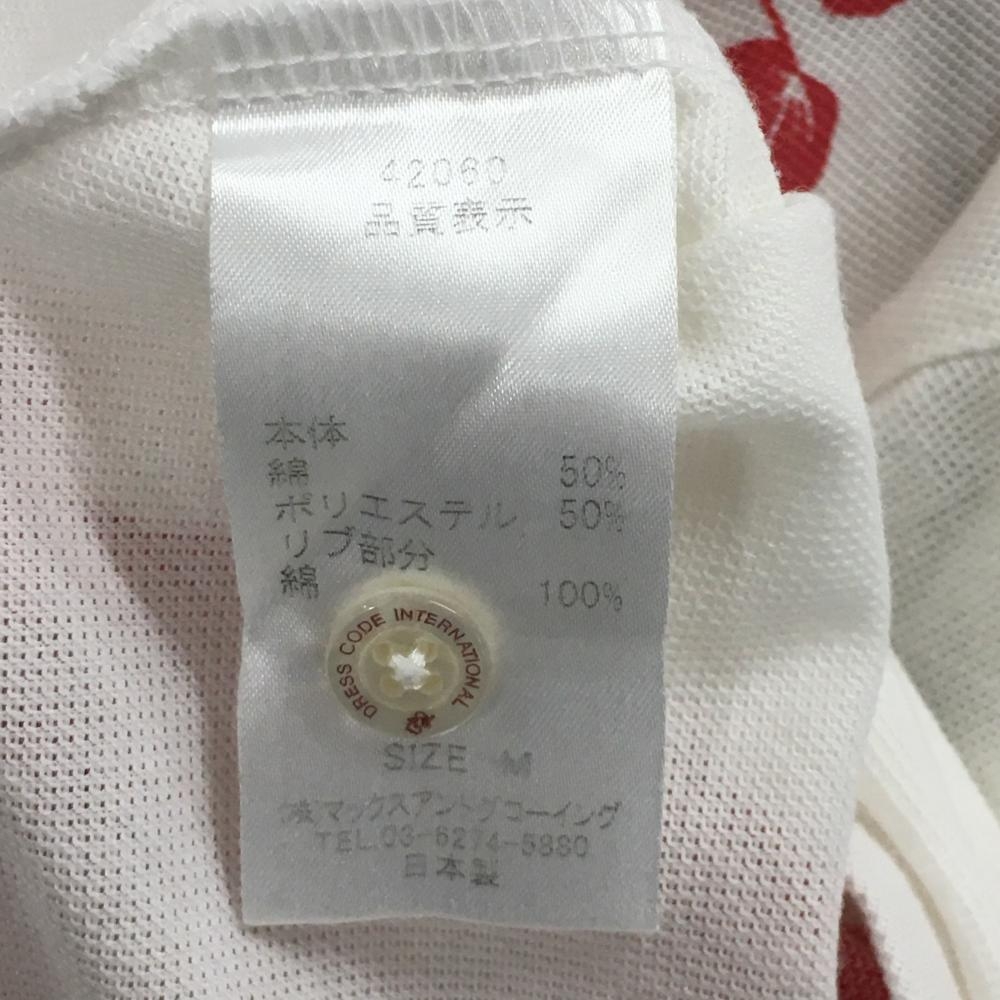 42060
品質表示
本体
綿 50%
ポリエステル 50%
リブ部分
綿 100%
DRESS CODE INTERNATIONAL
SIZE M
㈱マックスアンドグローイング
TEL.03-6274-5880
日本製